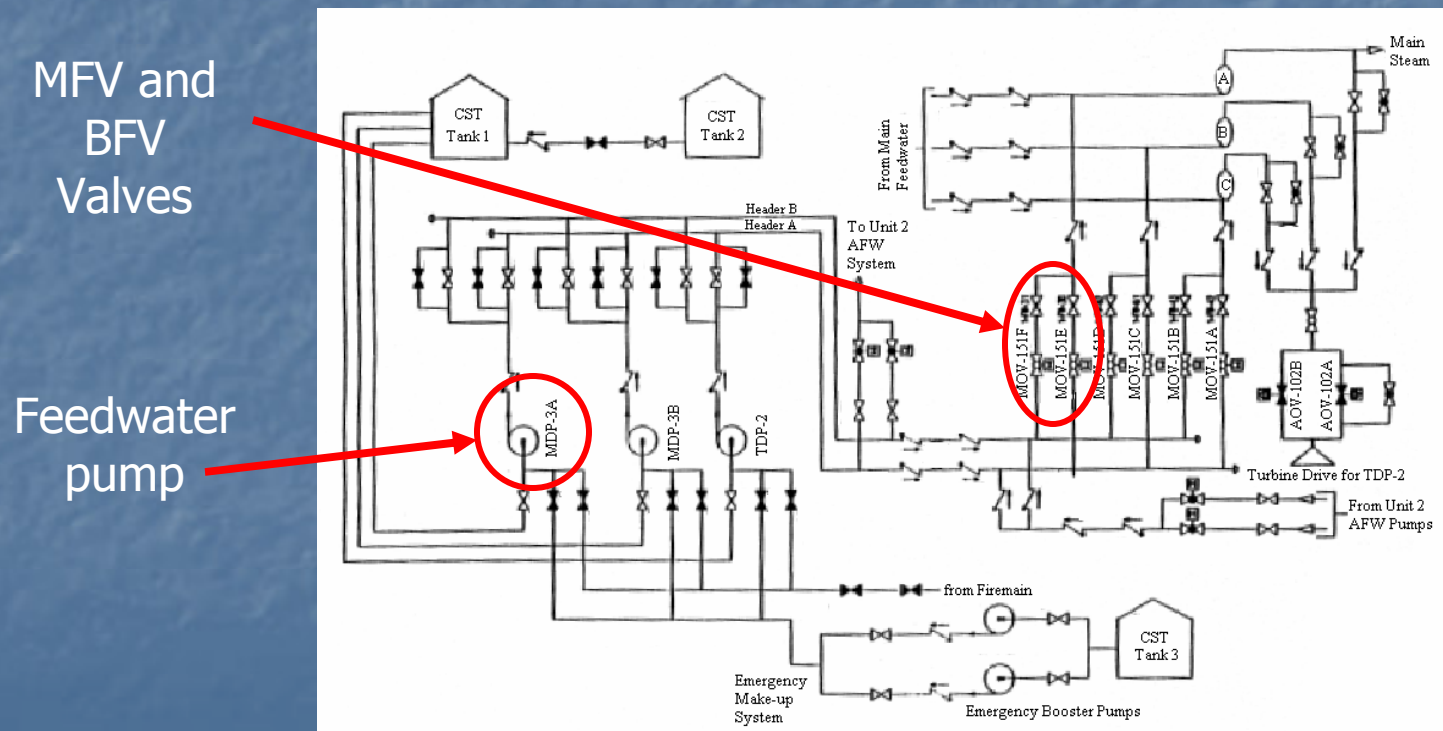 MFV and
BFV
Valves
Feedwater
pump
CST
Tank 1
CST
Tank 2
Header B
Header A
To Unit 2
AFW
System
From Main
Feedwater
A
B
C
Main
Steam
MOV-151F
MOV-151E
MOV-151D
MOV-151C
MOV-151B
MOV-151A
AOV-102B
AOV-102A
Turbine Drive for TDP-2
From Unit 2
AFW Pumps
MDP-3A
MDP-3B
TDP-2
from Firemain
CST
Tank 3
Emergency
Make-up
System
Emergency Booster Pumps